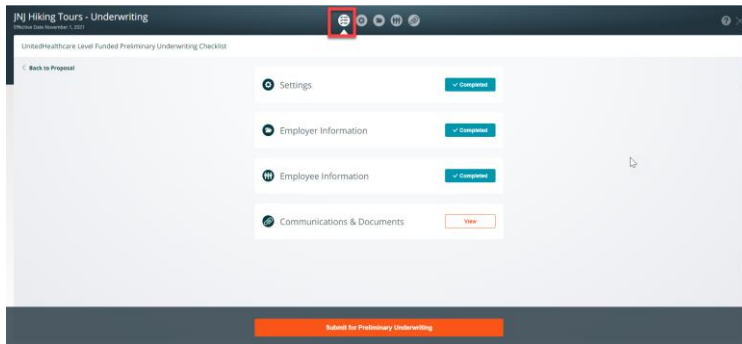 JNJ Hiking Tours - Underwriting
Effective Date November 1, 2021
UnitedHealthcare Level Funded Preliminary Underwriting Checklist
Back to Proposal
Settings
Completed
Employer Information
Completed
Employee Information
Completed
Communications & Documents
View
Submit for Preliminary Underwriting